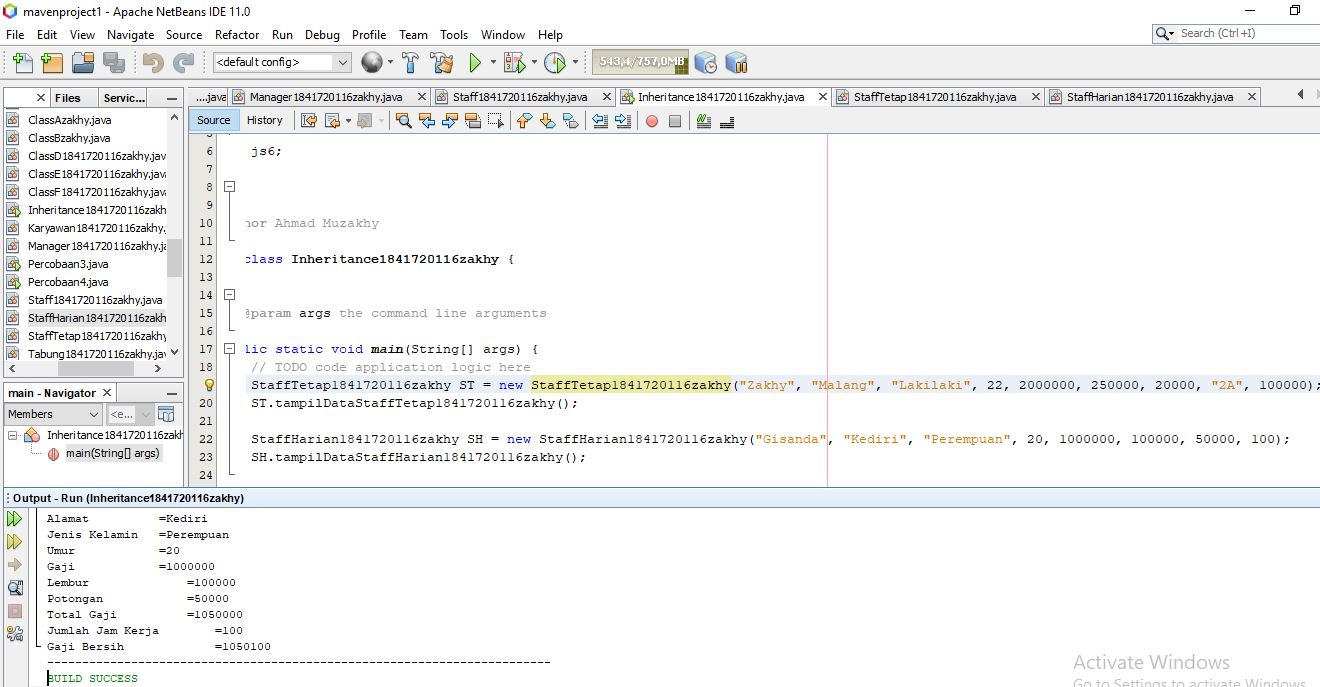 mavenproject1 - Apache NetBeans IDE 11.0
File Edit View Navigate Source Refactor Run Debug Profile Team Tools Window Help
Search (Ctrl+I)
<default config>
543,4/757,0MB
Files Servic...
....java Manager1841720116zakhy.java Staff1841720116zakhy.java Inheritance1841720116zakhy.java StaffTetap1841720116zakhy.java StaffHarian1841720116zakhy.java
Source History
ClassAzakhy.java
ClassBzakhy.java
ClassD1841720116zakhy.jav
ClassE1841720116zakhy.java
ClassF1841720116zakhy.java
Inheritance1841720116zakh
Karyawan1841720116zakhy.
Manager1841720116zakhy.ja
Percobaan3.java
Percobaan4.java
Staff1841720116zakhy.java
StaffHarian1841720116zakh
StaffTetap1841720116zakhy
Tabung1841720116zakhy.jav
main - Navigator
Members <e...
Inheritance1841720116zakh
main(String[] args)
5
6 js6;
7
8
9
10 hor Ahmad Muzakhy
11
12 class Inheritance1841720116zakhy {
13
14
15 @param args the command line arguments
16
17 lic static void main(String[] args) {
18 // TODO code application logic here
StaffTetap1841720116zakhy ST = new StaffTetap1841720116zakhy("Zakhy", "Malang", "Lakilaki", 22, 2000000, 250000, 20000, "2A", 100000);
20 ST.tampilDataStaffTetap1841720116zakhy();
21
22 StaffHarian1841720116zakhy SH = new StaffHarian1841720116zakhy("Gisanda", "Kediri", "Perempuan", 20, 1000000, 100000, 50000, 100);
23 SH.tampilDataStaffHarian1841720116zakhy();
24
Output - Run (Inheritance1841720116zakhy)
Alamat =Kediri
Jenis Kelamin =Perempuan
Umur =20
Gaji =1000000
Lembur =100000
Potongan =50000
Total Gaji =1050000
Jumlah Jam Kerja =100
Gaji Bersih =1050100
------------------------------------------------------------------------
BUILD SUCCESS
Activate Windows
Go to Settings to activate Windows.